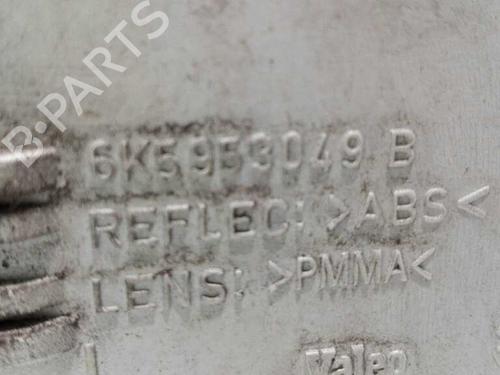 B-PARTS
6K5953049 B
REFLEC: >ABS<
LENS: >PMMA<
Valeo